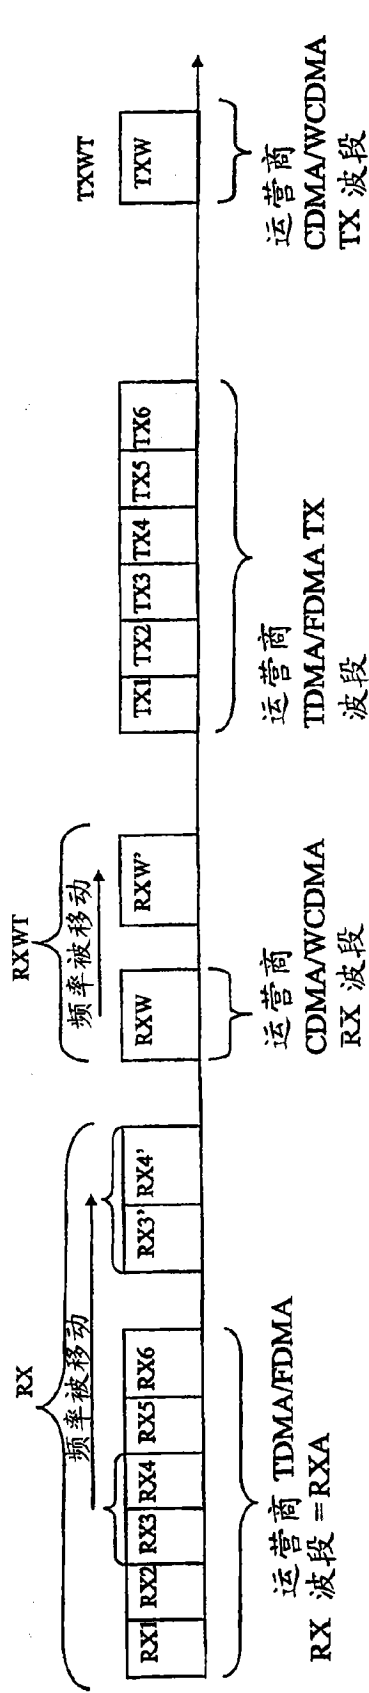 RX
频率被移动
RX1 RX2 RX3 RX4 RX5 RX6 RX3' RX4'
运营商 TDMA/FDMA
RX 波段=RXA
RXWT
频率被移动
RXW RXW'
运营商
CDMA/WCDMA
RX 波段
TX1 TX2 TX3 TX4 TX5 TX6
运营商
TDMA/FDMA TX
波段
TXWT
TXW
运营商
CDMA/WCDMA
TX 波段